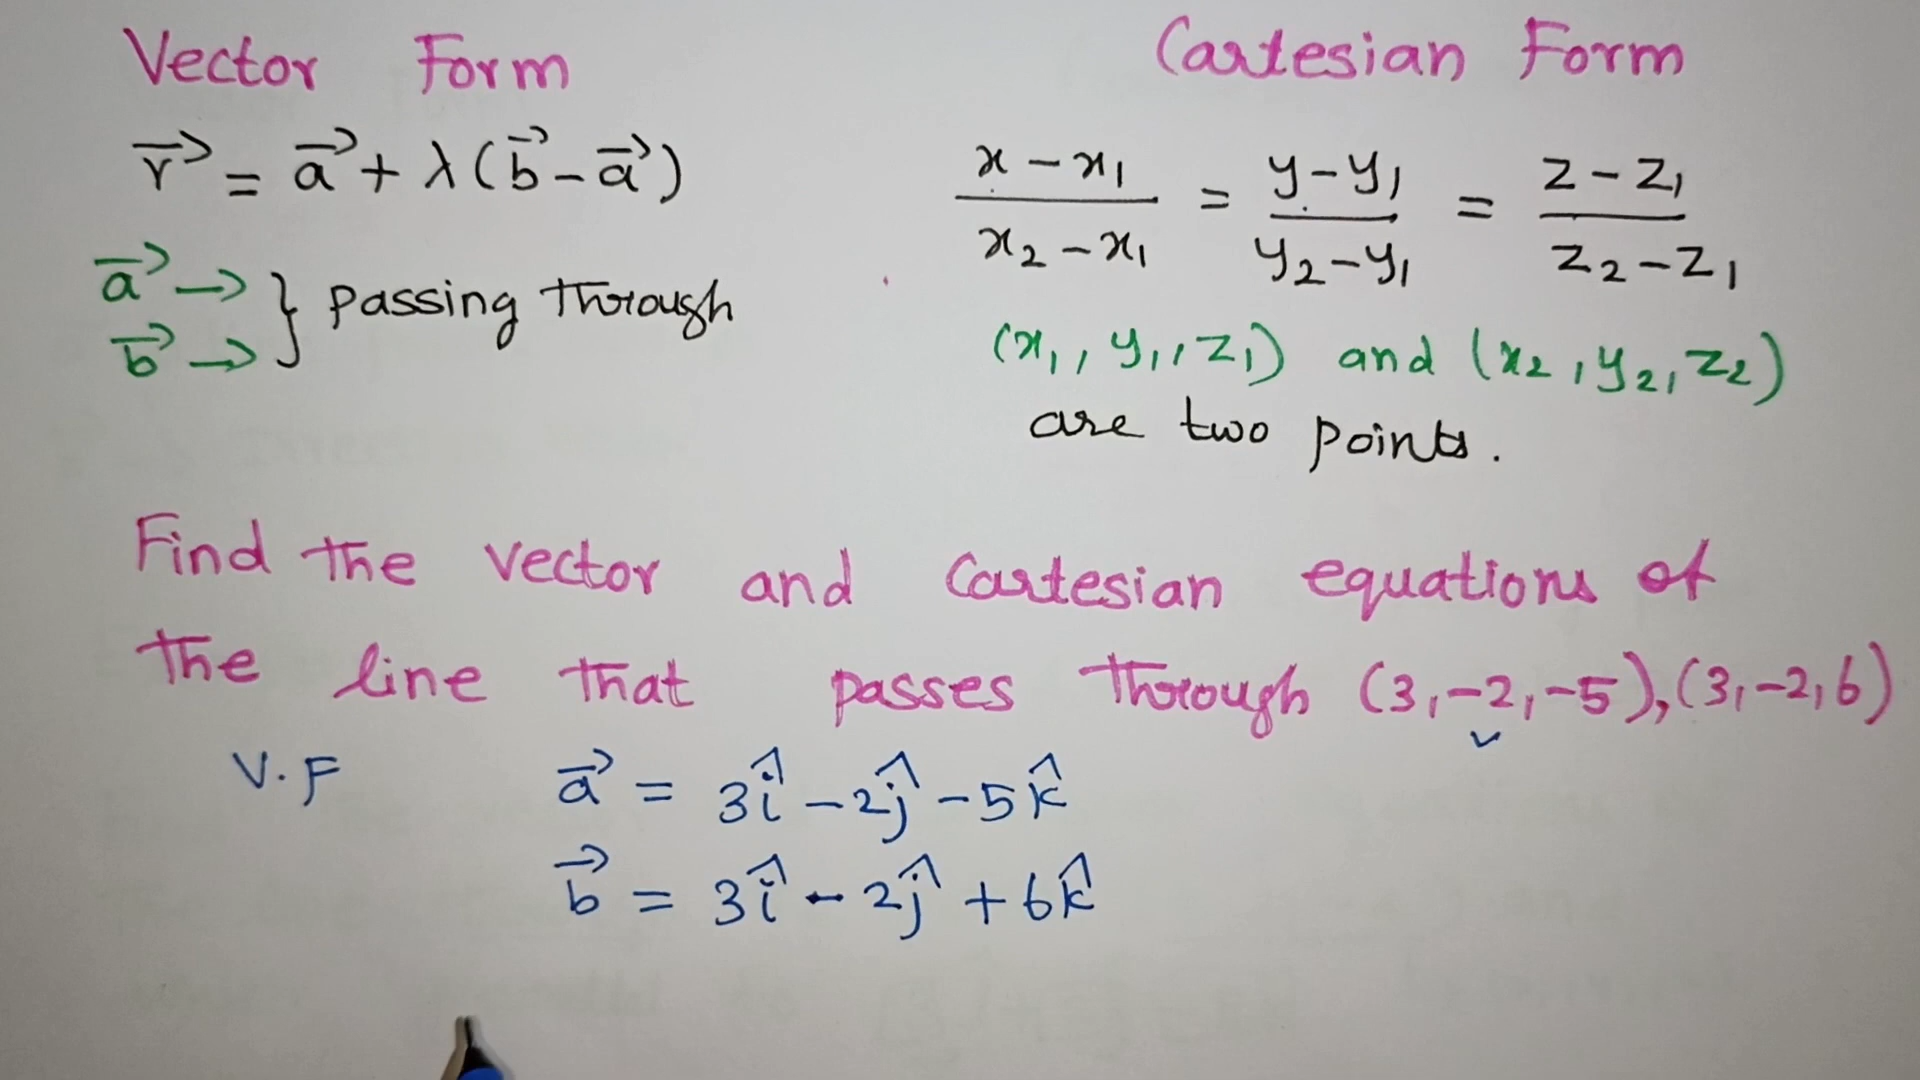 Vector Form
r⃗ = a⃗ + λ(b⃗ - a⃗)
a⃗ →
b⃗ →
} passing through
Cartesian Form
x - x₁ / x₂ - x₁ = y - y₁ / y₂ - y₁ = z - z₁ / z₂ - z₁
(x₁, y₁, z₁) and (x₂, y₂, z₂)
are two points.
Find the vector and Cartesian equations of
the line that passes through (3, -2, -5), (3, -2, 6)
V.F
a⃗ = 3î - 2ĵ - 5k̂
b⃗ = 3î - 2ĵ + 6k̂